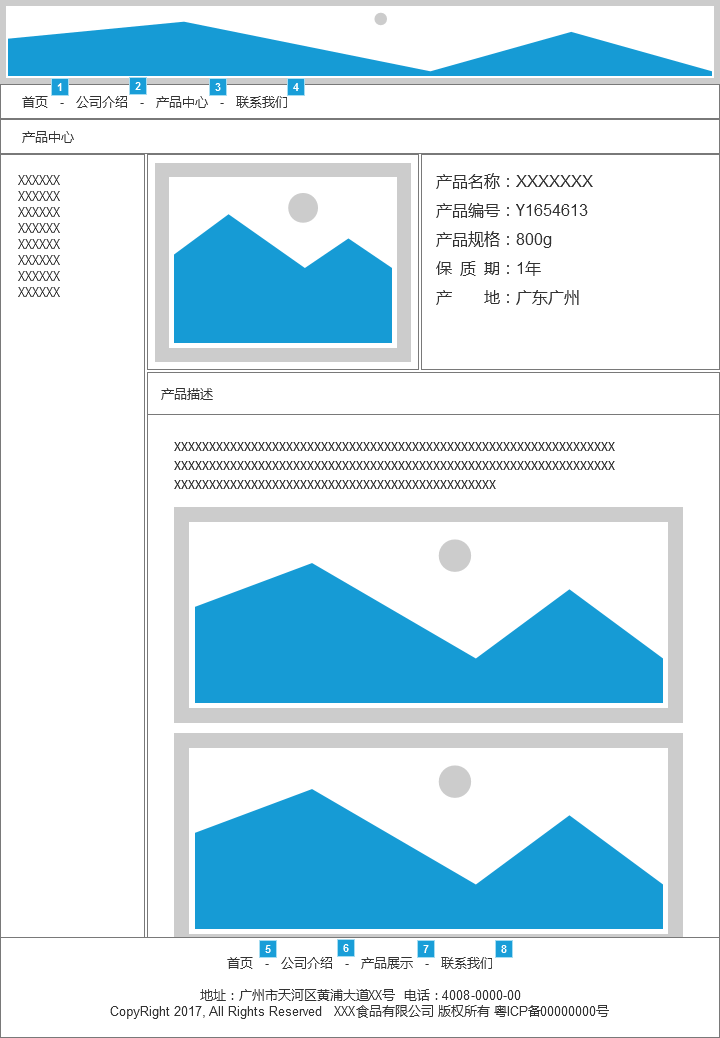 1 2 3 4
首页 - 公司介绍 - 产品中心 - 联系我们
产品中心
XXXXXX
XXXXXX
XXXXXX
XXXXXX
XXXXXX
XXXXXX
XXXXXX
XXXXXX
产品名称：XXXXXXX
产品编号：Y1654613
产品规格：800g
保 质 期：1年
产 地：广东广州
产品描述
XXXXXXXXXXXXXXXXXXXXXXXXXXXXXXXXXXXXXXXXXXXXXXXXXXXXXXXXXXXXXXX
XXXXXXXXXXXXXXXXXXXXXXXXXXXXXXXXXXXXXXXXXXXXXXXXXXXXXXXXXXXXXXX
XXXXXXXXXXXXXXXXXXXXXXXXXXXXXXXXXXXXXXXXXXXXXX
5 6 7 8
首页 - 公司介绍 - 产品展示 - 联系我们
地址：广州市天河区黄浦大道XX号 电话：4008-0000-00
CopyRight 2017, All Rights Reserved XXX食品有限公司 版权所有 粤ICP备00000000号